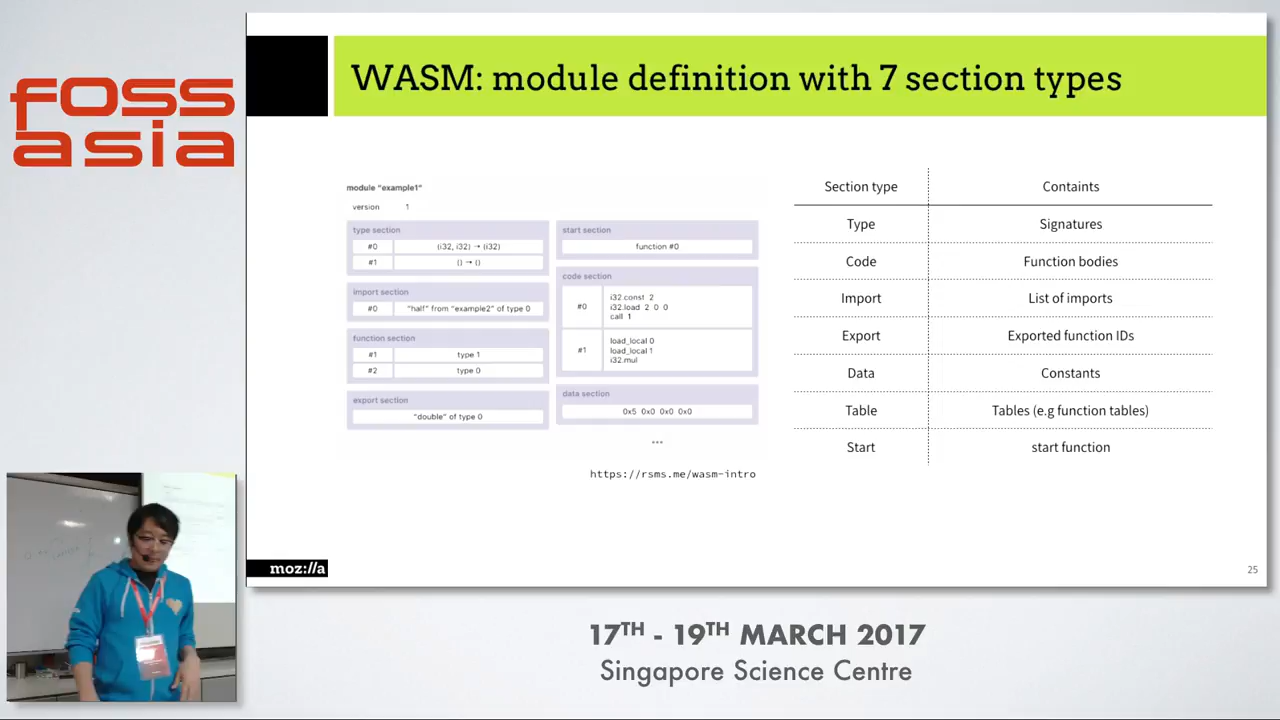 foss
asia
WASM: module definition with 7 section types
module "example1"
version 1
type section
#0 (i32, i32) → (i32)
#1 () → ()
import section
#0 "half" from "example2" of type 0
function section
#1 type 1
#2 type 0
export section
"double" of type 0
start section
function #0
code section
#0
i32.const 2
i32.load 2 0 0
call 1
#1
load_local 0
load_local 1
i32.mul
data section
0x5 0x0 0x0 0x0
...
https://rsms.me/wasm-intro
Section type Containts
Type Signatures
Code Function bodies
Import List of imports
Export Exported function IDs
Data Constants
Table Tables (e.g function tables)
Start start function
moz://a
25
17TH - 19TH MARCH 2017
Singapore Science Centre